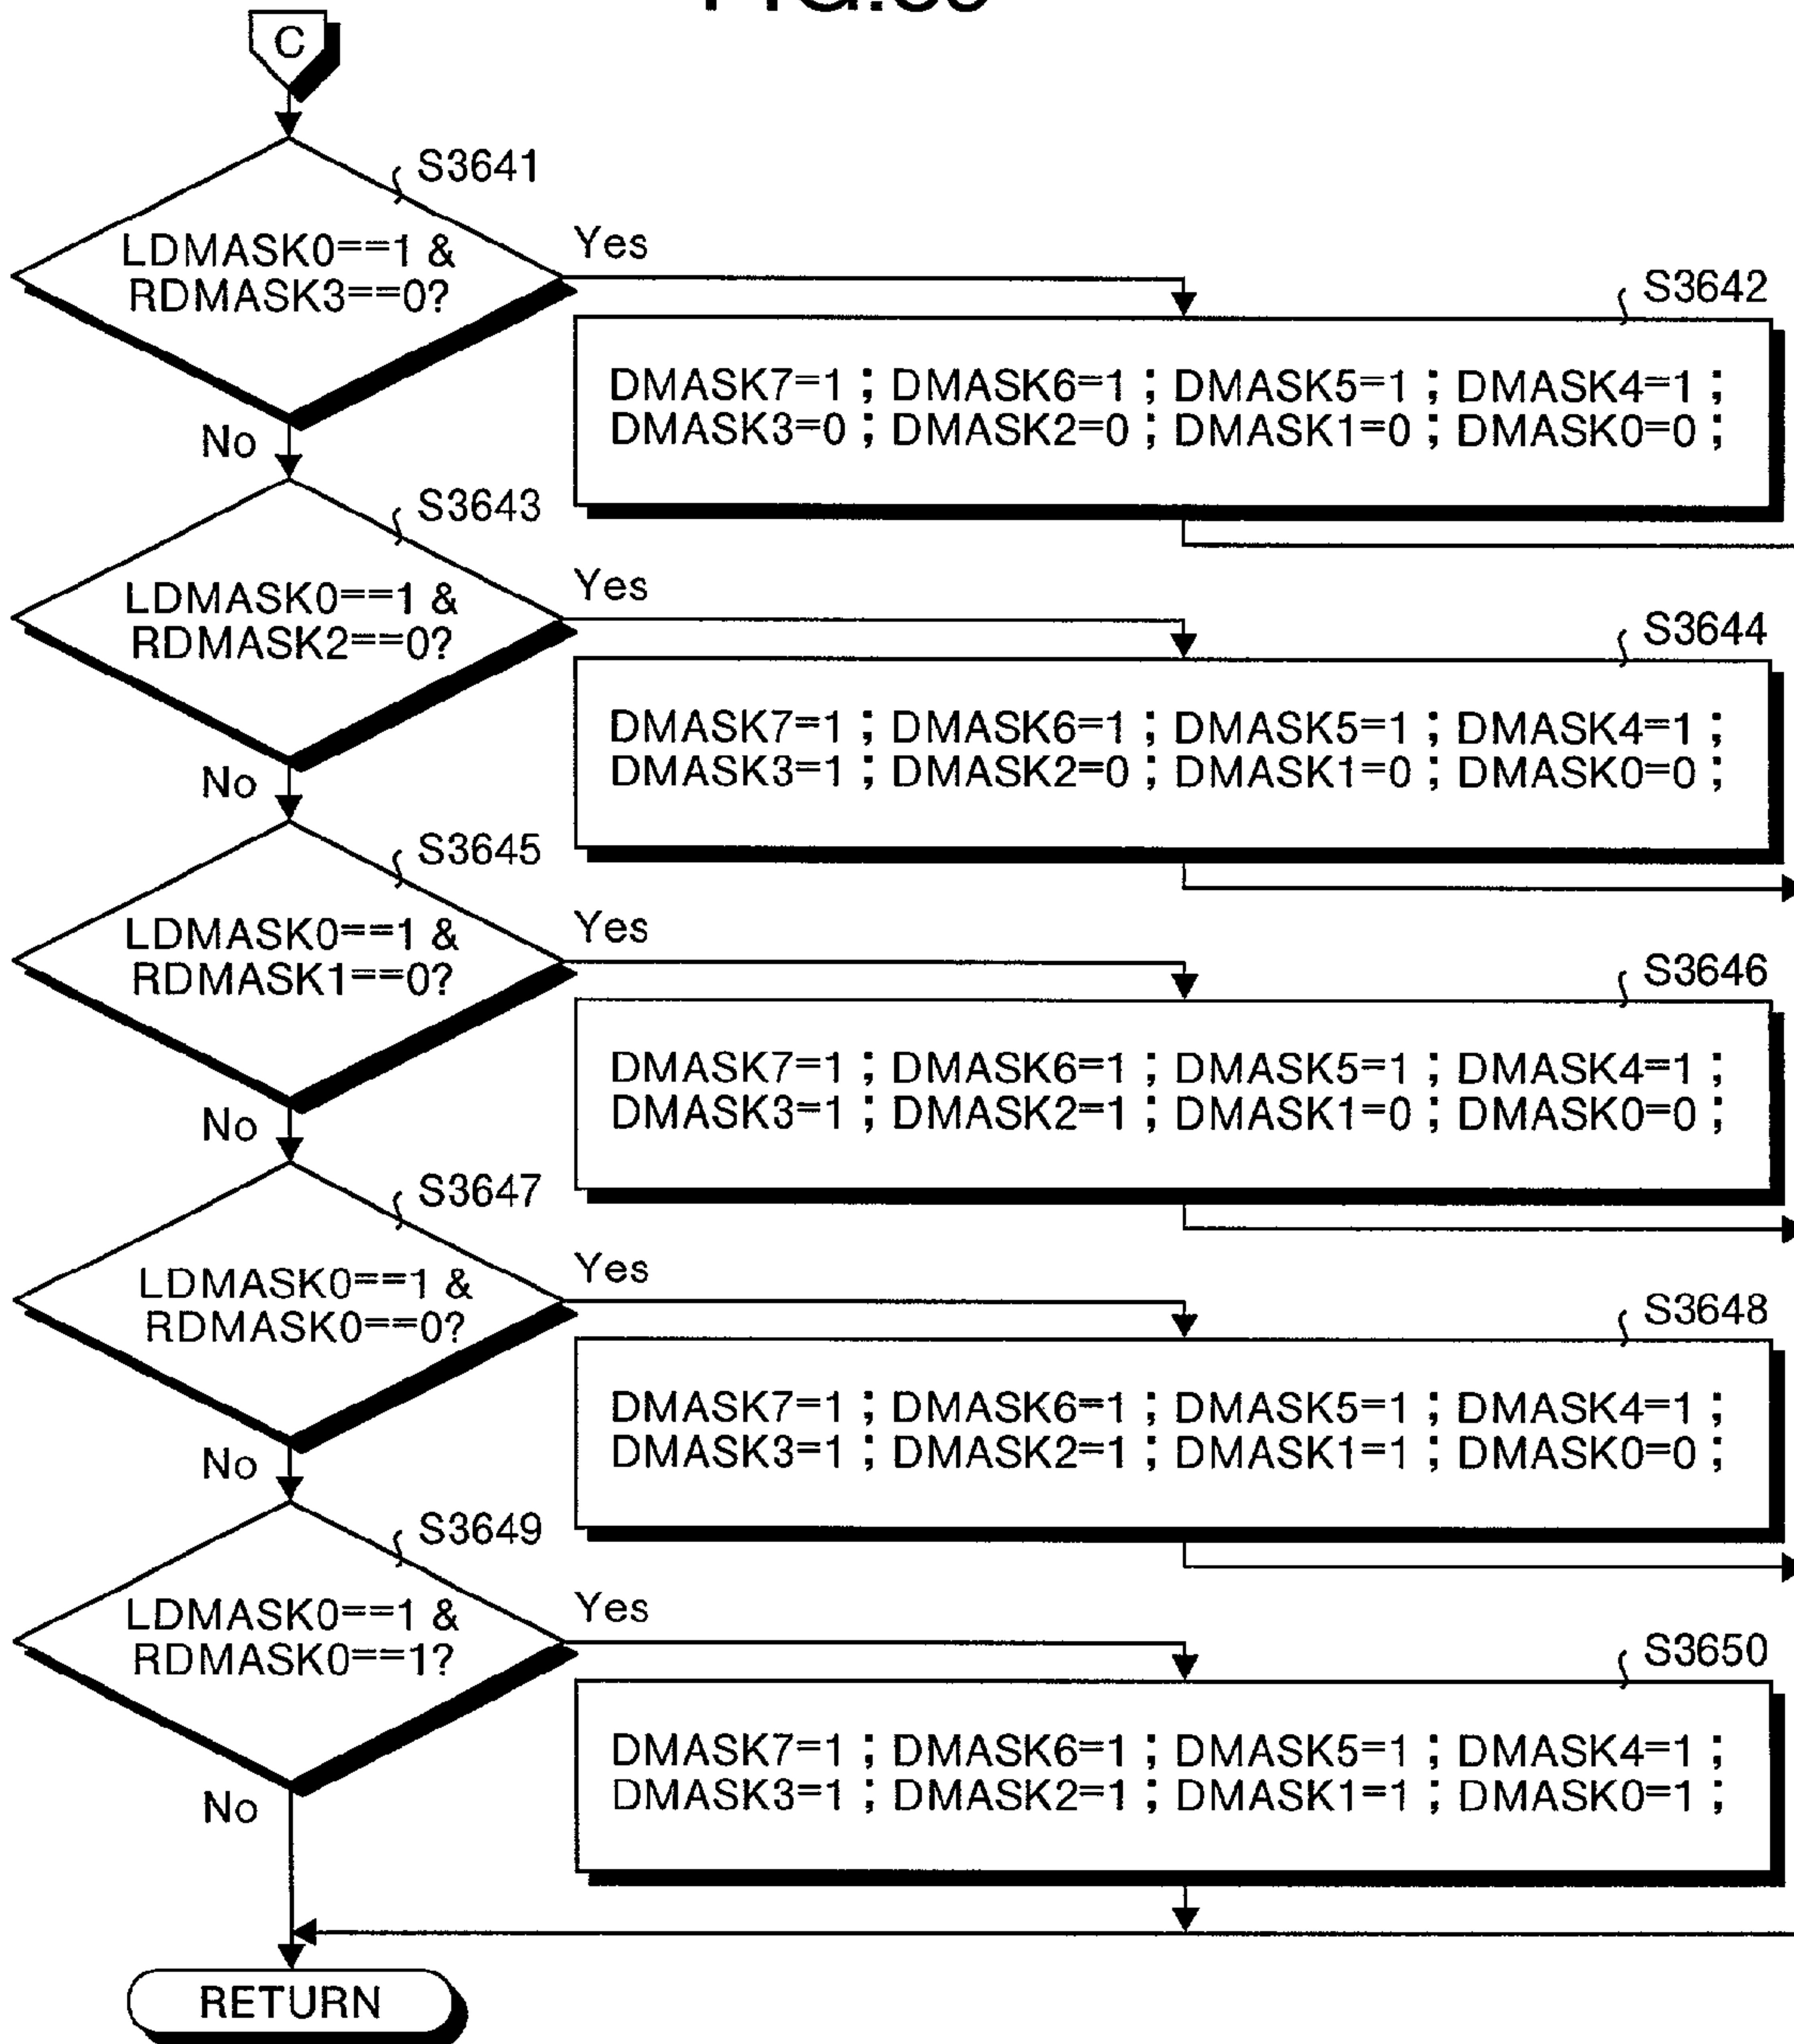 C
S3641
LDMASK0==1 &
RDMASK3==0?
Yes
No
S3642
DMASK7=1 ; DMASK6=1 ; DMASK5=1 ; DMASK4=1 ;
DMASK3=0 ; DMASK2=0 ; DMASK1=0 ; DMASK0=0 ;
S3643
LDMASK0==1 &
RDMASK2==0?
Yes
No
S3644
DMASK7=1 ; DMASK6=1 ; DMASK5=1 ; DMASK4=1 ;
DMASK3=1 ; DMASK2=0 ; DMASK1=0 ; DMASK0=0 ;
S3645
LDMASK0==1 &
RDMASK1==0?
Yes
No
S3646
DMASK7=1 ; DMASK6=1 ; DMASK5=1 ; DMASK4=1 ;
DMASK3=1 ; DMASK2=1 ; DMASK1=0 ; DMASK0=0 ;
S3647
LDMASK0==1 &
RDMASK0==0?
Yes
No
S3648
DMASK7=1 ; DMASK6=1 ; DMASK5=1 ; DMASK4=1 ;
DMASK3=1 ; DMASK2=1 ; DMASK1=1 ; DMASK0=0 ;
S3649
LDMASK0==1 &
RDMASK0==1?
Yes
No
S3650
DMASK7=1 ; DMASK6=1 ; DMASK5=1 ; DMASK4=1 ;
DMASK3=1 ; DMASK2=1 ; DMASK1=1 ; DMASK0=1 ;
RETURN